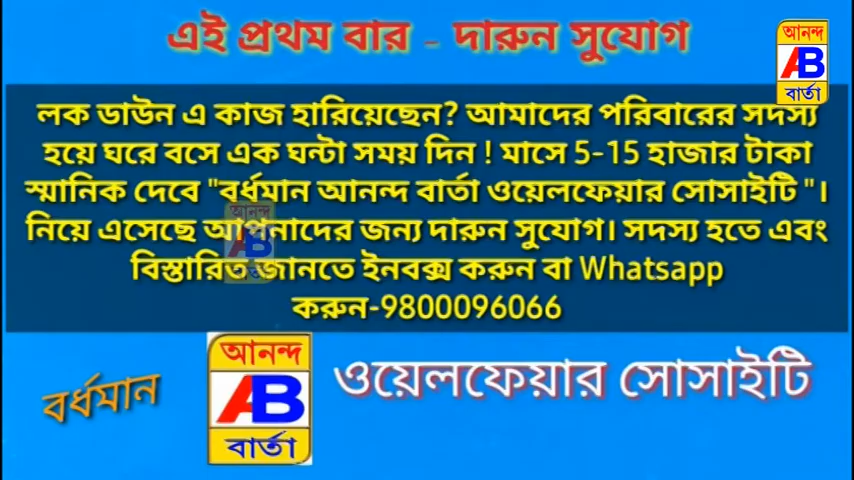 এই প্রথম বার - দারুন সুযোগ
আনন্দ
AB
বার্তা
লক ডাউন এ কাজ হারিয়েছেন? আমাদের পরিবারের সদস্য
হয়ে ঘরে বসে এক ঘন্টা সময় দিন ! মাসে 5-15 হাজার টাকা
স্মানিক দেবে "বর্ধমান আনন্দ বার্তা ওয়েলফেয়ার সোসাইটি "।
নিয়ে এসেছে আপনাদের জন্য দারুন সুযোগ। সদস্য হতে এবং
বিস্তারিত জানতে ইনবক্স করুন বা Whatsapp
করুন-9800096066
আনন্দ
AB
বার্তা
বর্ধমান
আনন্দ
AB
বার্তা
ওয়েলফেয়ার সোসাইটি